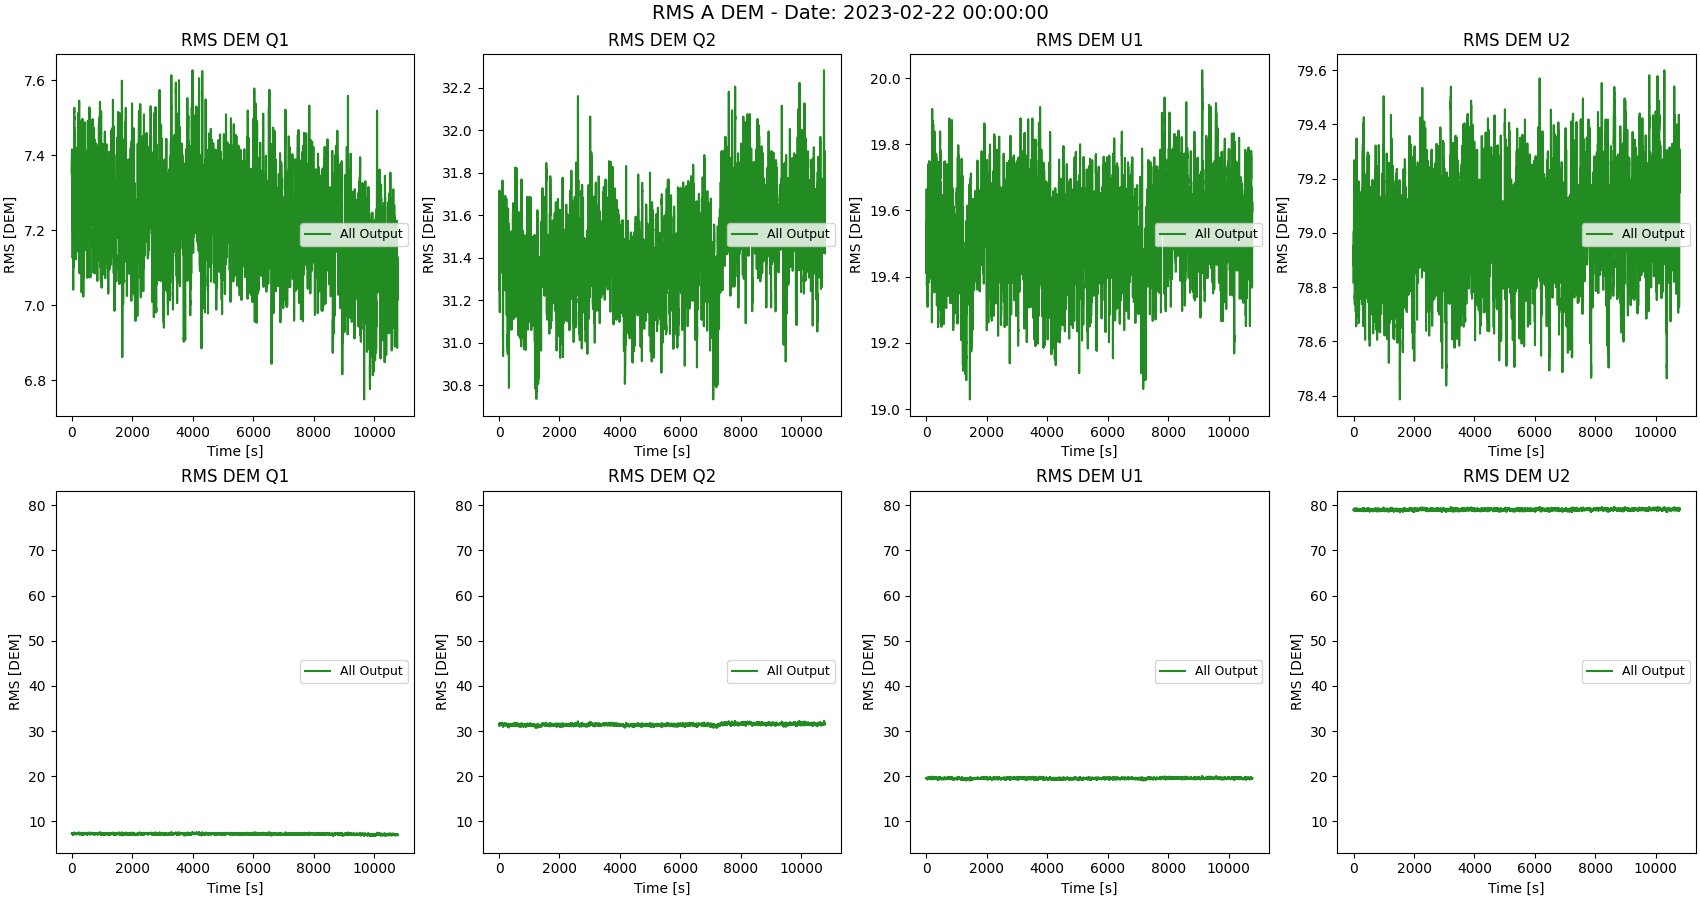 RMS A DEM - Date: 2023-02-22 00:00:00
RMS DEM Q1
RMS [DEM]
7.6
7.4
7.2
7.0
6.8
All Output
0 2000 4000 6000 8000 10000
Time [s]
RMS DEM Q2
RMS [DEM]
32.2
32.0
31.8
31.6
31.4
31.2
31.0
30.8
All Output
0 2000 4000 6000 8000 10000
Time [s]
RMS DEM U1
RMS [DEM]
20.0
19.8
19.6
19.4
19.2
19.0
All Output
0 2000 4000 6000 8000 10000
Time [s]
RMS DEM U2
RMS [DEM]
79.6
79.4
79.2
79.0
78.8
78.6
78.4
All Output
0 2000 4000 6000 8000 10000
Time [s]
RMS DEM Q1
RMS [DEM]
80
70
60
50
40
30
20
10
All Output
0 2000 4000 6000 8000 10000
Time [s]
RMS DEM Q2
RMS [DEM]
80
70
60
50
40
30
20
10
All Output
0 2000 4000 6000 8000 10000
Time [s]
RMS DEM U1
RMS [DEM]
80
70
60
50
40
30
20
10
All Output
0 2000 4000 6000 8000 10000
Time [s]
RMS DEM U2
RMS [DEM]
80
70
60
50
40
30
20
10
All Output
0 2000 4000 6000 8000 10000
Time [s]